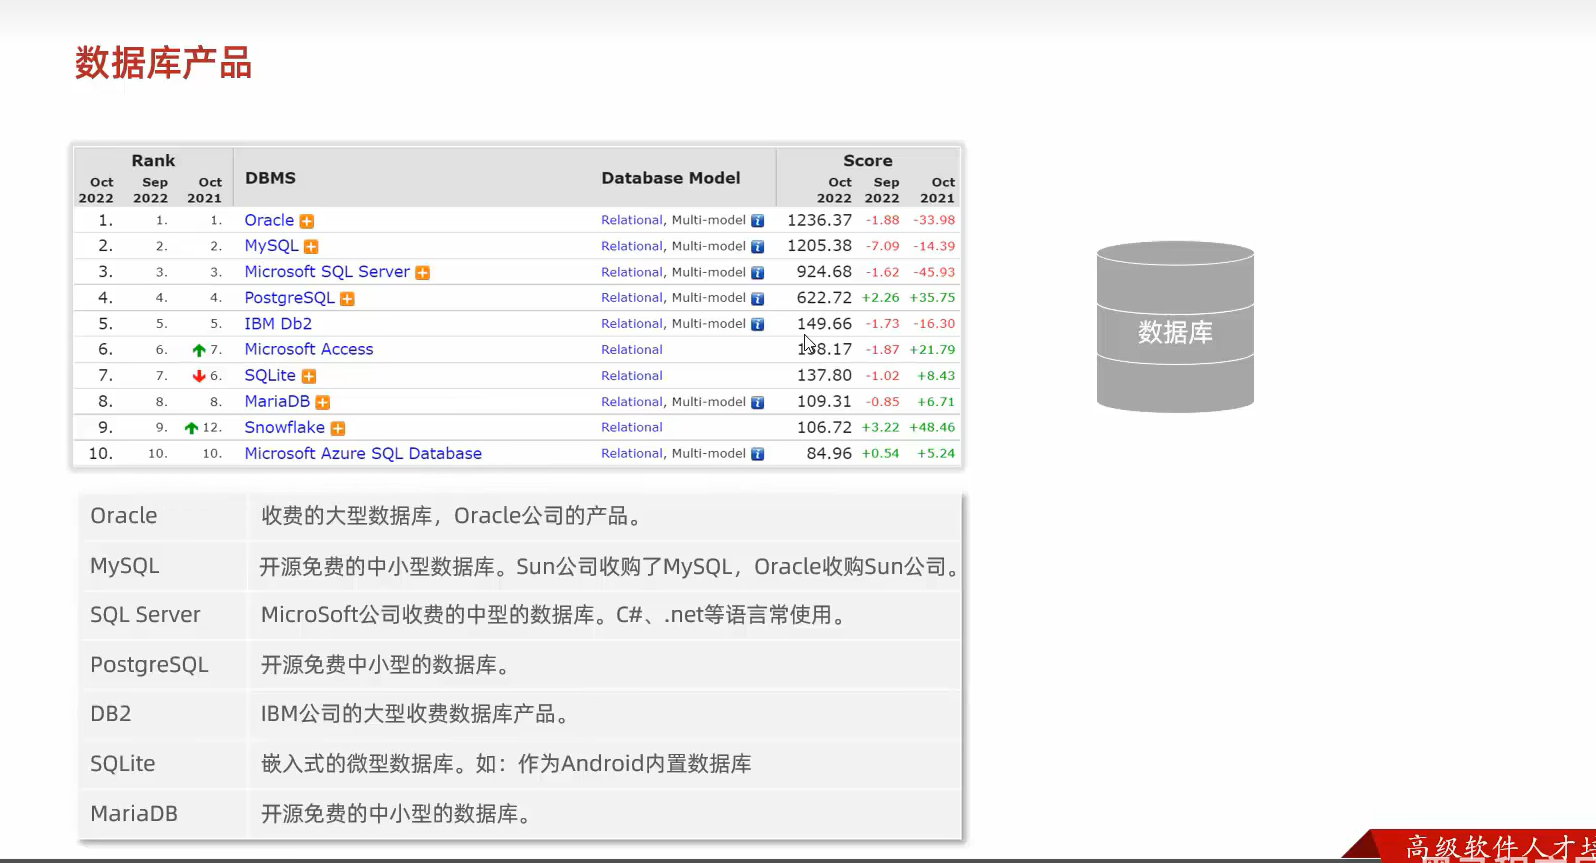 数据库产品
Rank Score
Oct Sep Oct DBMS Database Model Oct Sep Oct
2022 2022 2021 2022 2022 2021
1. 1. 1. Oracle Relational, Multi-model 1236.37 -1.88 -33.98
2. 2. 2. MySQL Relational, Multi-model 1205.38 -7.09 -14.39
3. 3. 3. Microsoft SQL Server Relational, Multi-model 924.68 -1.62 -45.93
4. 4. 4. PostgreSQL Relational, Multi-model 622.72 +2.26 +35.75
5. 5. 5. IBM Db2 Relational, Multi-model 149.66 -1.73 -16.30
6. 6. 7. Microsoft Access Relational 138.17 -1.87 +21.79
7. 7. 6. SQLite Relational 137.80 -1.02 +8.43
8. 8. 8. MariaDB Relational, Multi-model 109.31 -0.85 +6.71
9. 9. 12. Snowflake Relational 106.72 +3.22 +48.46
10. 10. 10. Microsoft Azure SQL Database Relational, Multi-model 84.96 +0.54 +5.24
数据库
Oracle 收费的大型数据库，Oracle公司的产品。
MySQL 开源免费的中小型数据库。Sun公司收购了MySQL，Oracle收购Sun公司。
SQL Server MicroSoft公司收费的中型的数据库。C#、.net等语言常使用。
PostgreSQL 开源免费中小型的数据库。
DB2 IBM公司的大型收费数据库产品。
SQLite 嵌入式的微型数据库。如：作为Android内置数据库
MariaDB 开源免费的中小型的数据库。
高级软件人才培